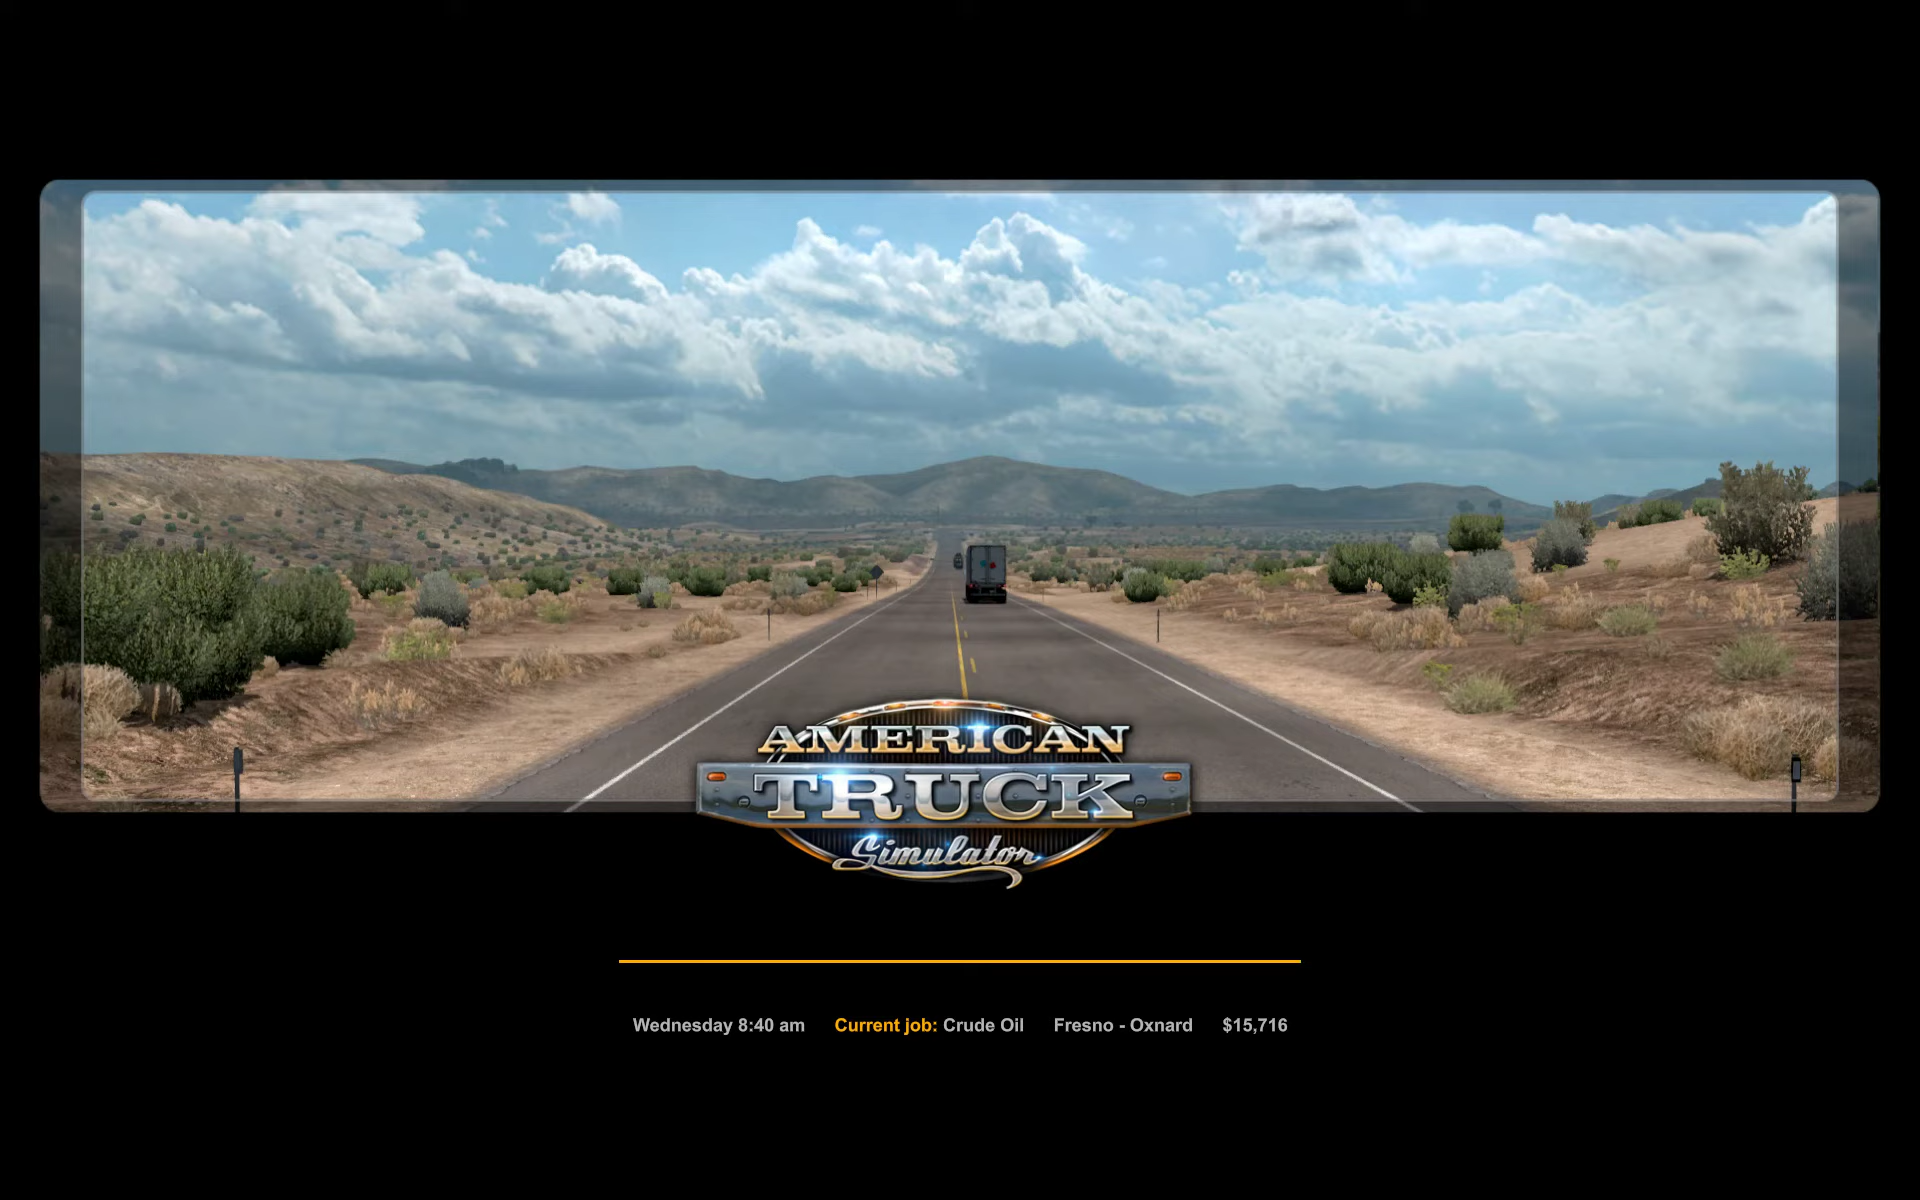 AMERICAN
TRUCK
Simulator
Wednesday 8:40 am Current job: Crude Oil Fresno - Oxnard $15,716